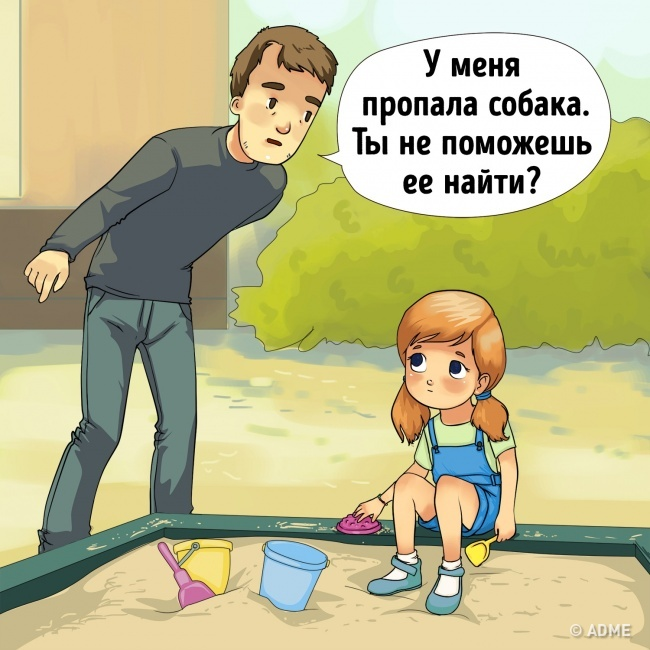 У меня
пропала собака.
Ты не поможешь
ее найти?
© ADME